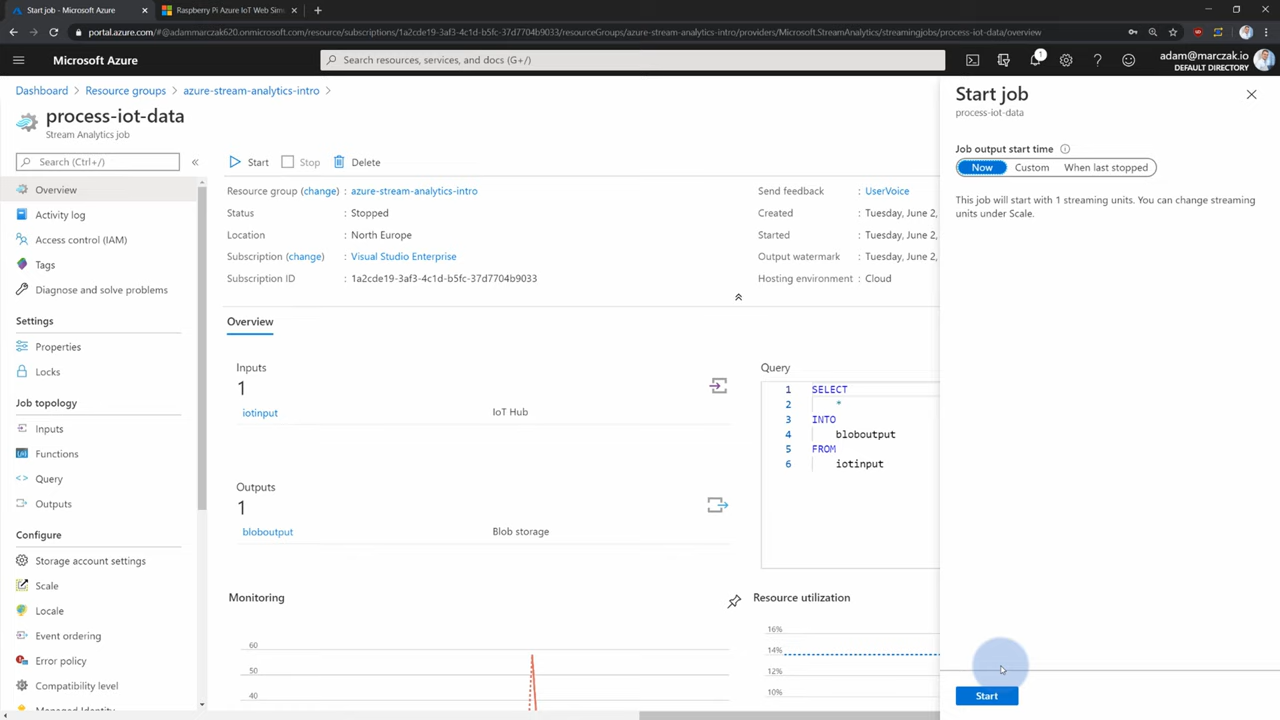 Start job - Microsoft Azure
Raspberry Pi Azure IoT Web Sim
portal.azure.com/#@adammarczak620.onmicrosoft.com/resource/subscriptions/1a2cde19-3af3-4c1d-b5fc-37d7704b9033/resourceGroups/azure-stream-analytics-intro/providers/Microsoft.StreamAnalytics/streamingjobs/process-iot-data/overview
Microsoft Azure
Search resources, services, and docs (G+/)
1
adam@marczak.io
DEFAULT DIRECTORY
Dashboard > Resource groups > azure-stream-analytics-intro >
process-iot-data
Stream Analytics job
Search (Ctrl+/)
Overview
Activity log
Access control (IAM)
Tags
Diagnose and solve problems
Settings
Properties
Locks
Job topology
Inputs
Functions
Query
Outputs
Configure
Storage account settings
Scale
Locale
Event ordering
Error policy
Compatibility level
Managed Identity
Start
Stop
Delete
Resource group (change) : azure-stream-analytics-intro
Status : Stopped
Location : North Europe
Subscription (change) : Visual Studio Enterprise
Subscription ID : 1a2cde19-3af3-4c1d-b5fc-37d7704b9033
Send feedback : UserVoice
Created : Tuesday, June 2,
Started : Tuesday, June 2,
Output watermark : Tuesday, June 2,
Hosting environment : Cloud
Overview
Inputs
1
iotinput IoT Hub
Outputs
1
bloboutput Blob storage
Query
1 SELECT
2 *
3 INTO
4 bloboutput
5 FROM
6 iotinput
Monitoring
60
50
40
Resource utilization
16%
14%
12%
10%
Start job
process-iot-data
Job output start time
Now Custom When last stopped
This job will start with 1 streaming units. You can change streaming
units under Scale.
Start